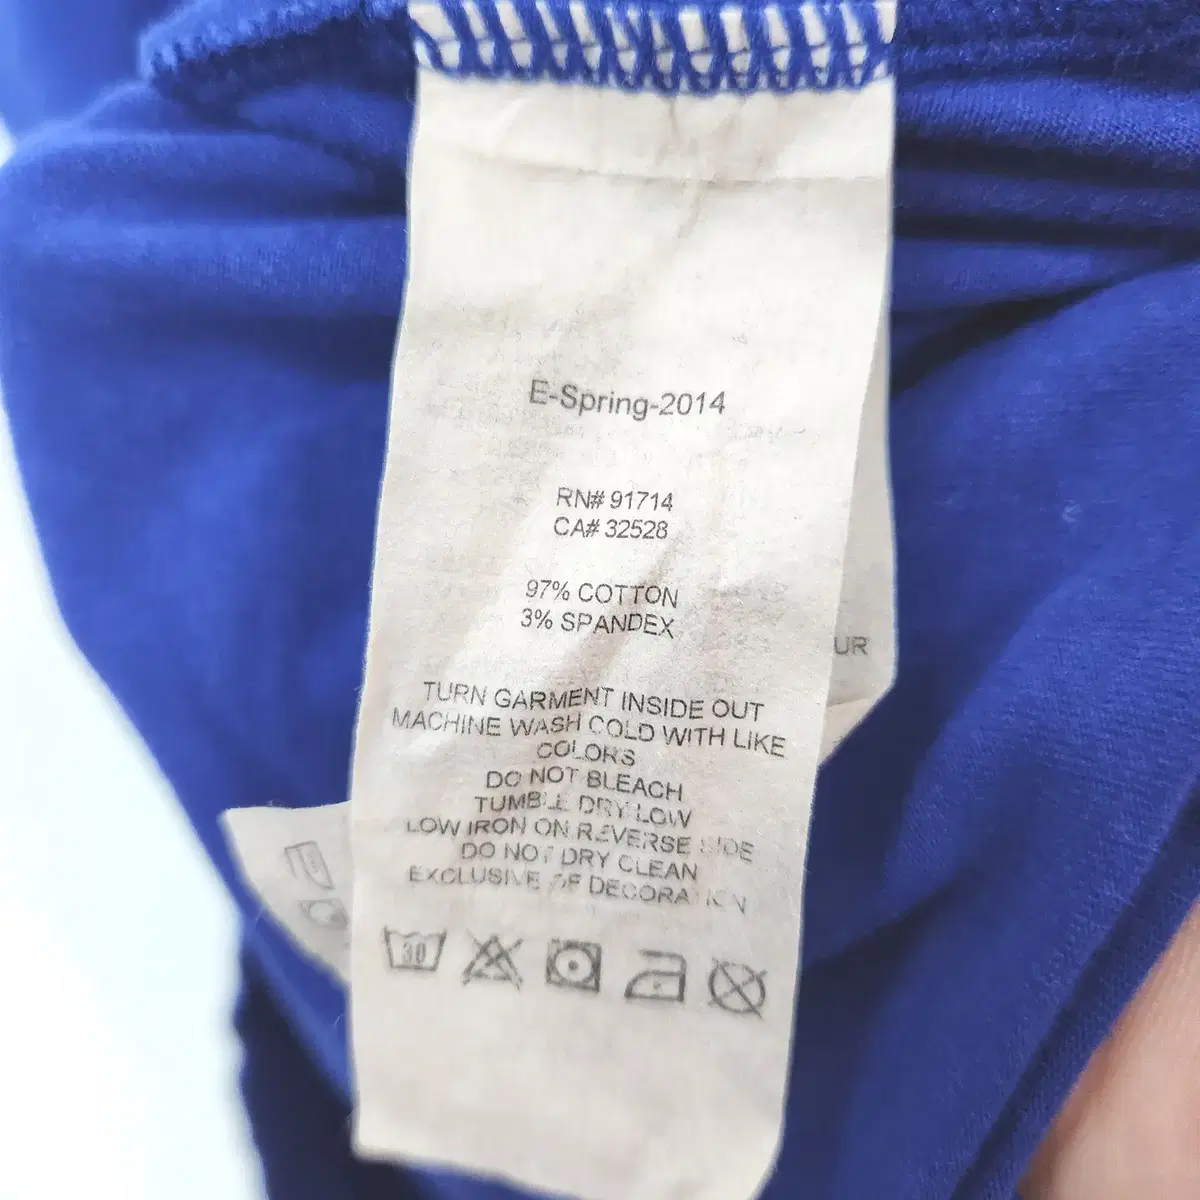 E-Spring-2014
RN# 91714
CA# 32528
97% COTTON
3% SPANDEX
UR
TURN GARMENT INSIDE OUT
MACHINE WASH COLD WITH LIKE
COLORS
DO NOT BLEACH
TUMBLE DRY LOW
LOW IRON ON REVERSE SIDE
DO NOT DRY CLEAN
EXCLUSIVE OF DECORATION
30